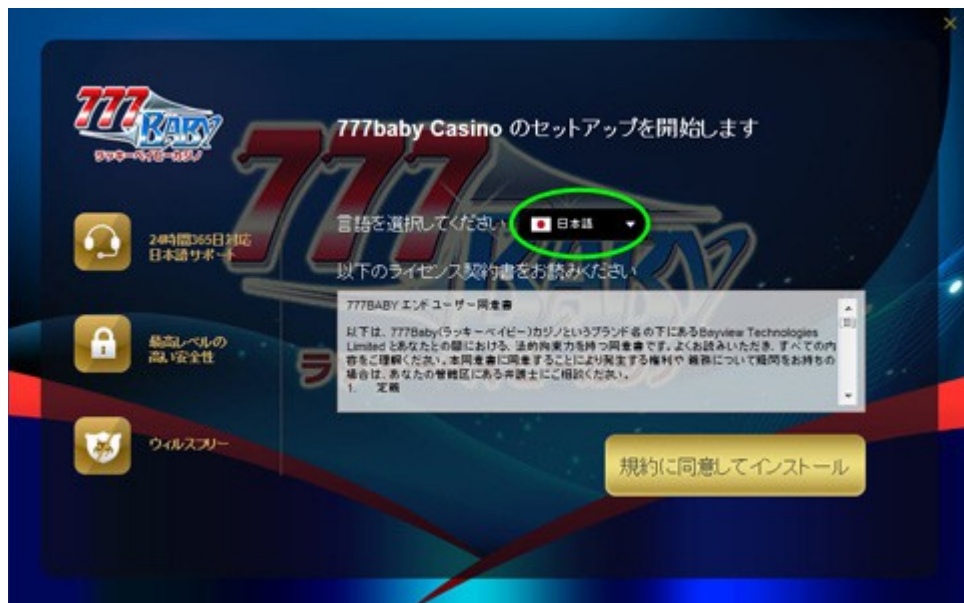 777
BABY
ラッキーベイビーカジノ
777baby Casino のセットアップを開始します
言語を選択してください
日本語
24時間365日対応
日本語サポート
以下のライセンス契約書をお読みください
777BABY エンドユーザー同意書
以下は、777Baby(ラッキーベイビー)カジノというブランド名の下にあるBayview Technologies
Limited とあなたとの間における、法的拘束力を持つ同意書です。よくお読みいただき、すべての内
容をご理解ください。本同意書に同意することにより発生する権利や 義務について疑問をお持ちの
場合は、あなたの管轄区にある弁護士にご相談ください。
1. 定義
最高レベルの
高い安全性
ウィルスフリー
規約に同意してインストール